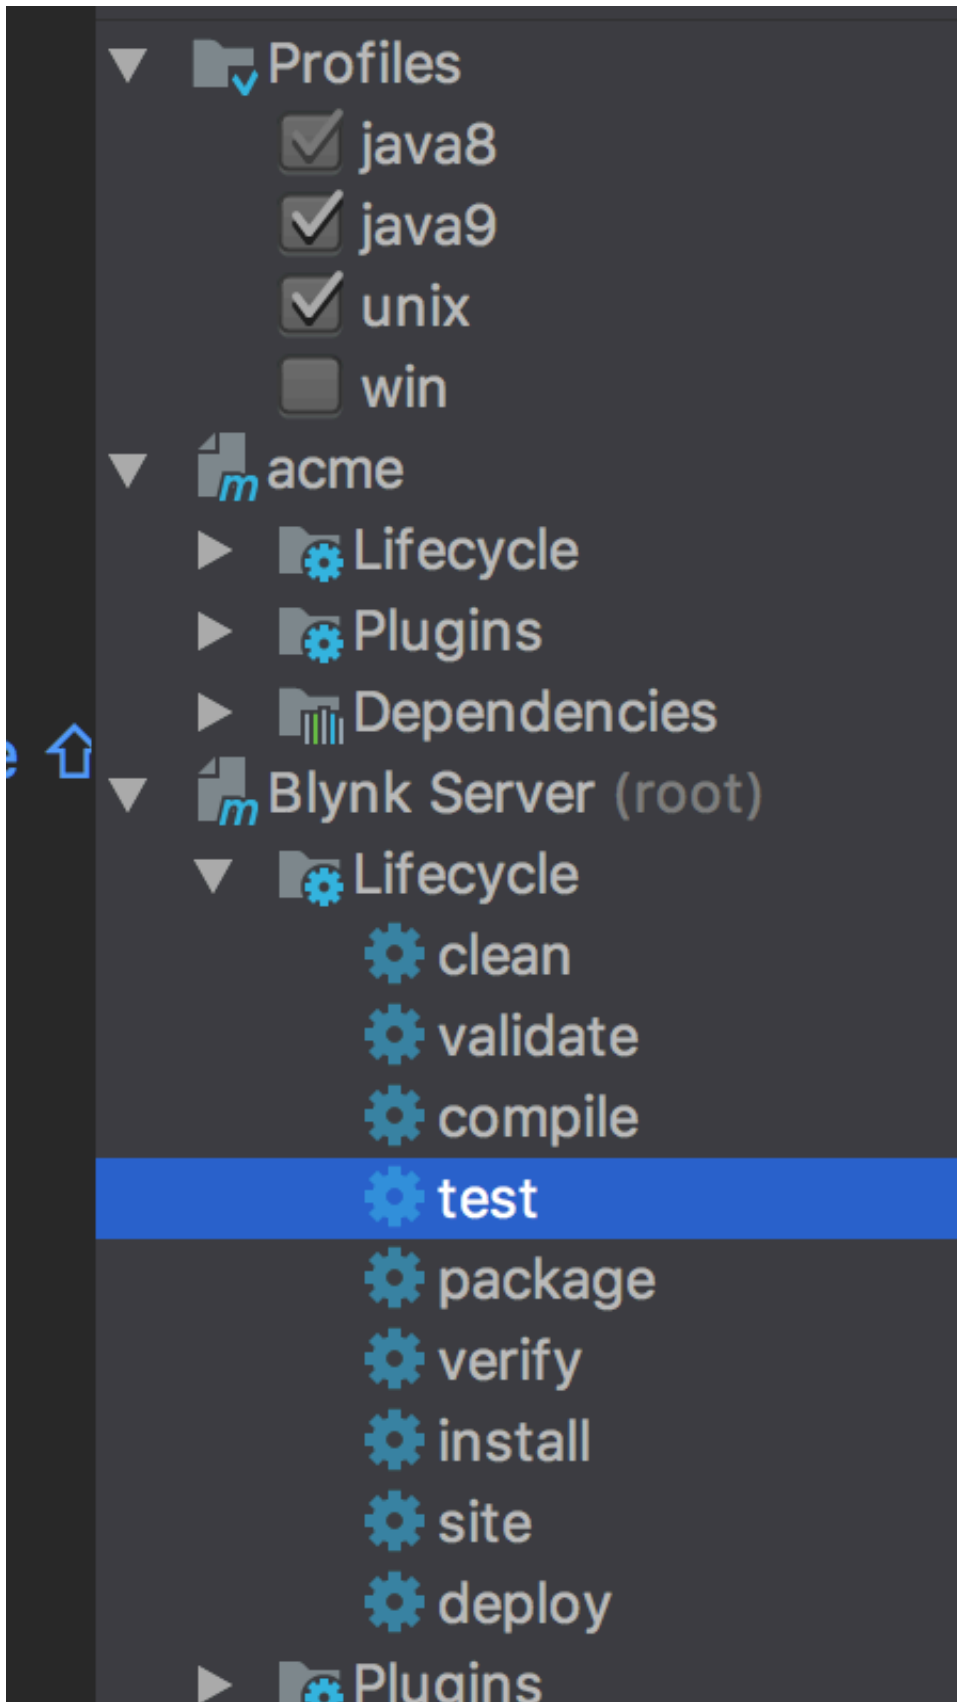 Profiles
java8
java9
unix
win
acme
Lifecycle
Plugins
Dependencies
Blynk Server (root)
Lifecycle
clean
validate
compile
test
package
verify
install
site
deploy
Plugins